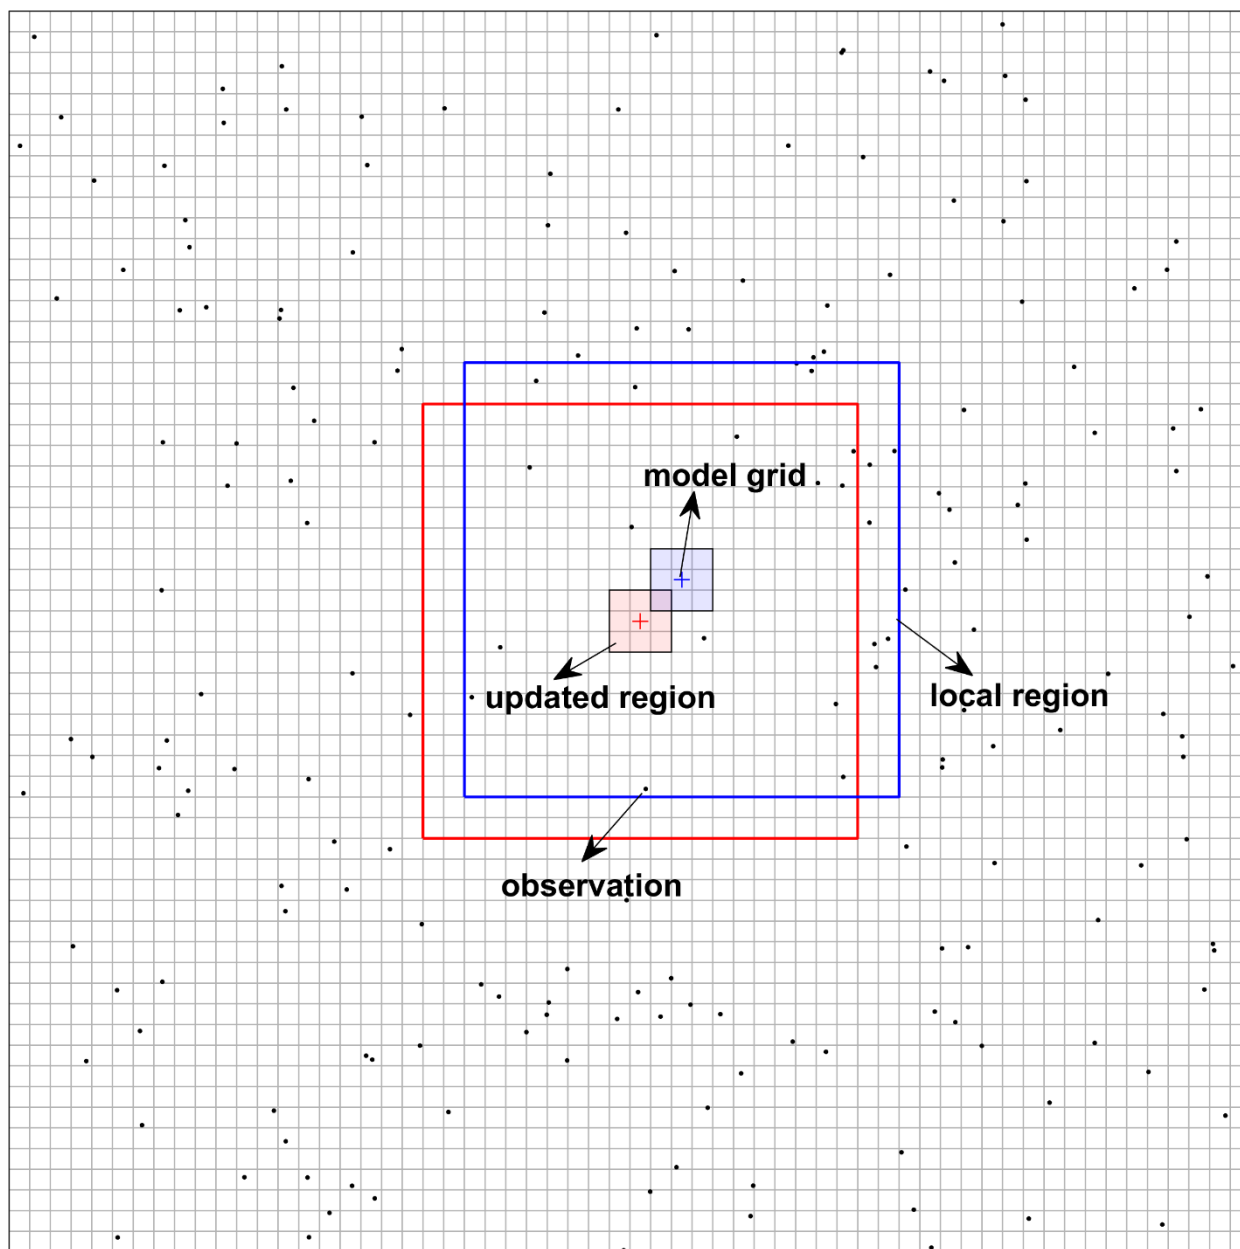 model grid
updated region
local region
observation